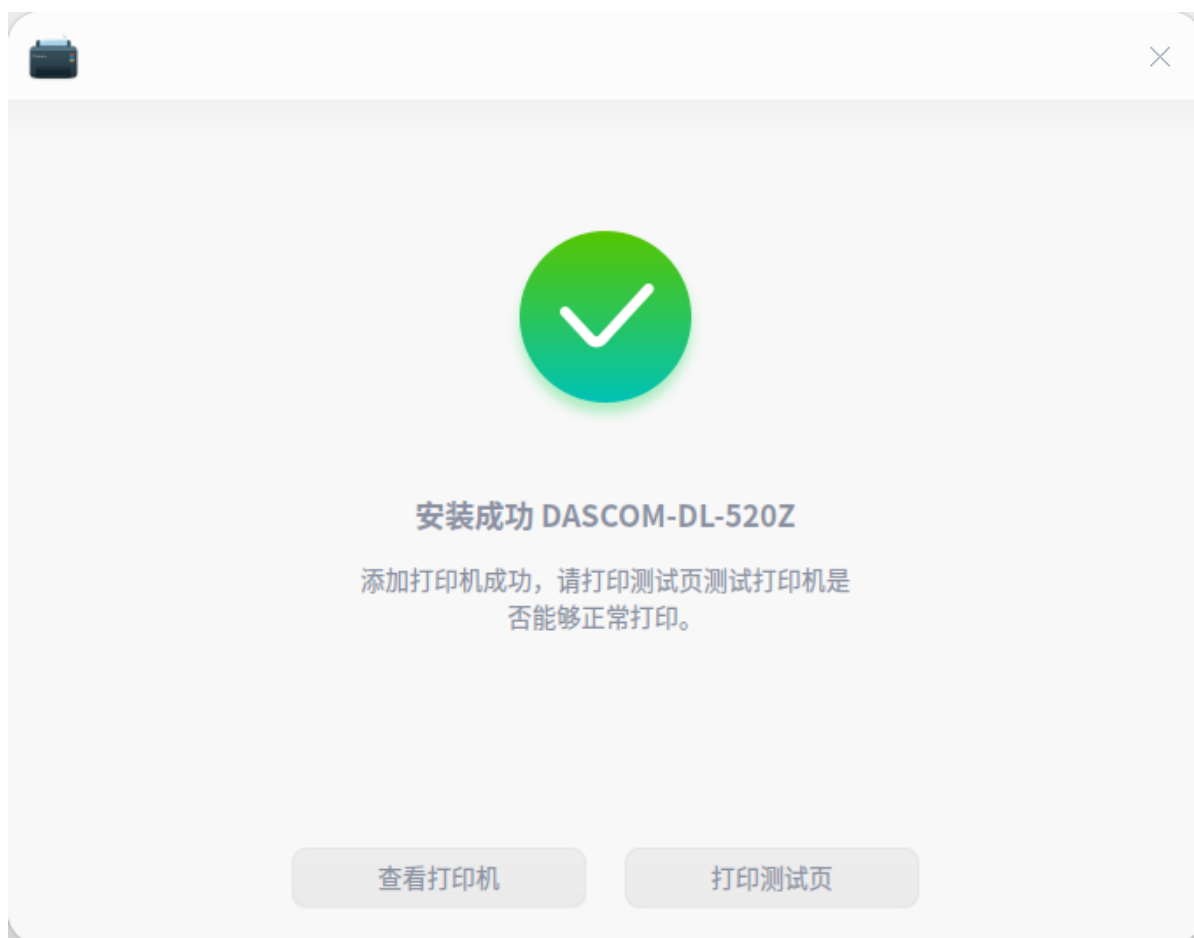 安装成功 DASCOM-DL-520Z
添加打印机成功，请打印测试页测试打印机是
否能够正常打印。
查看打印机
打印测试页